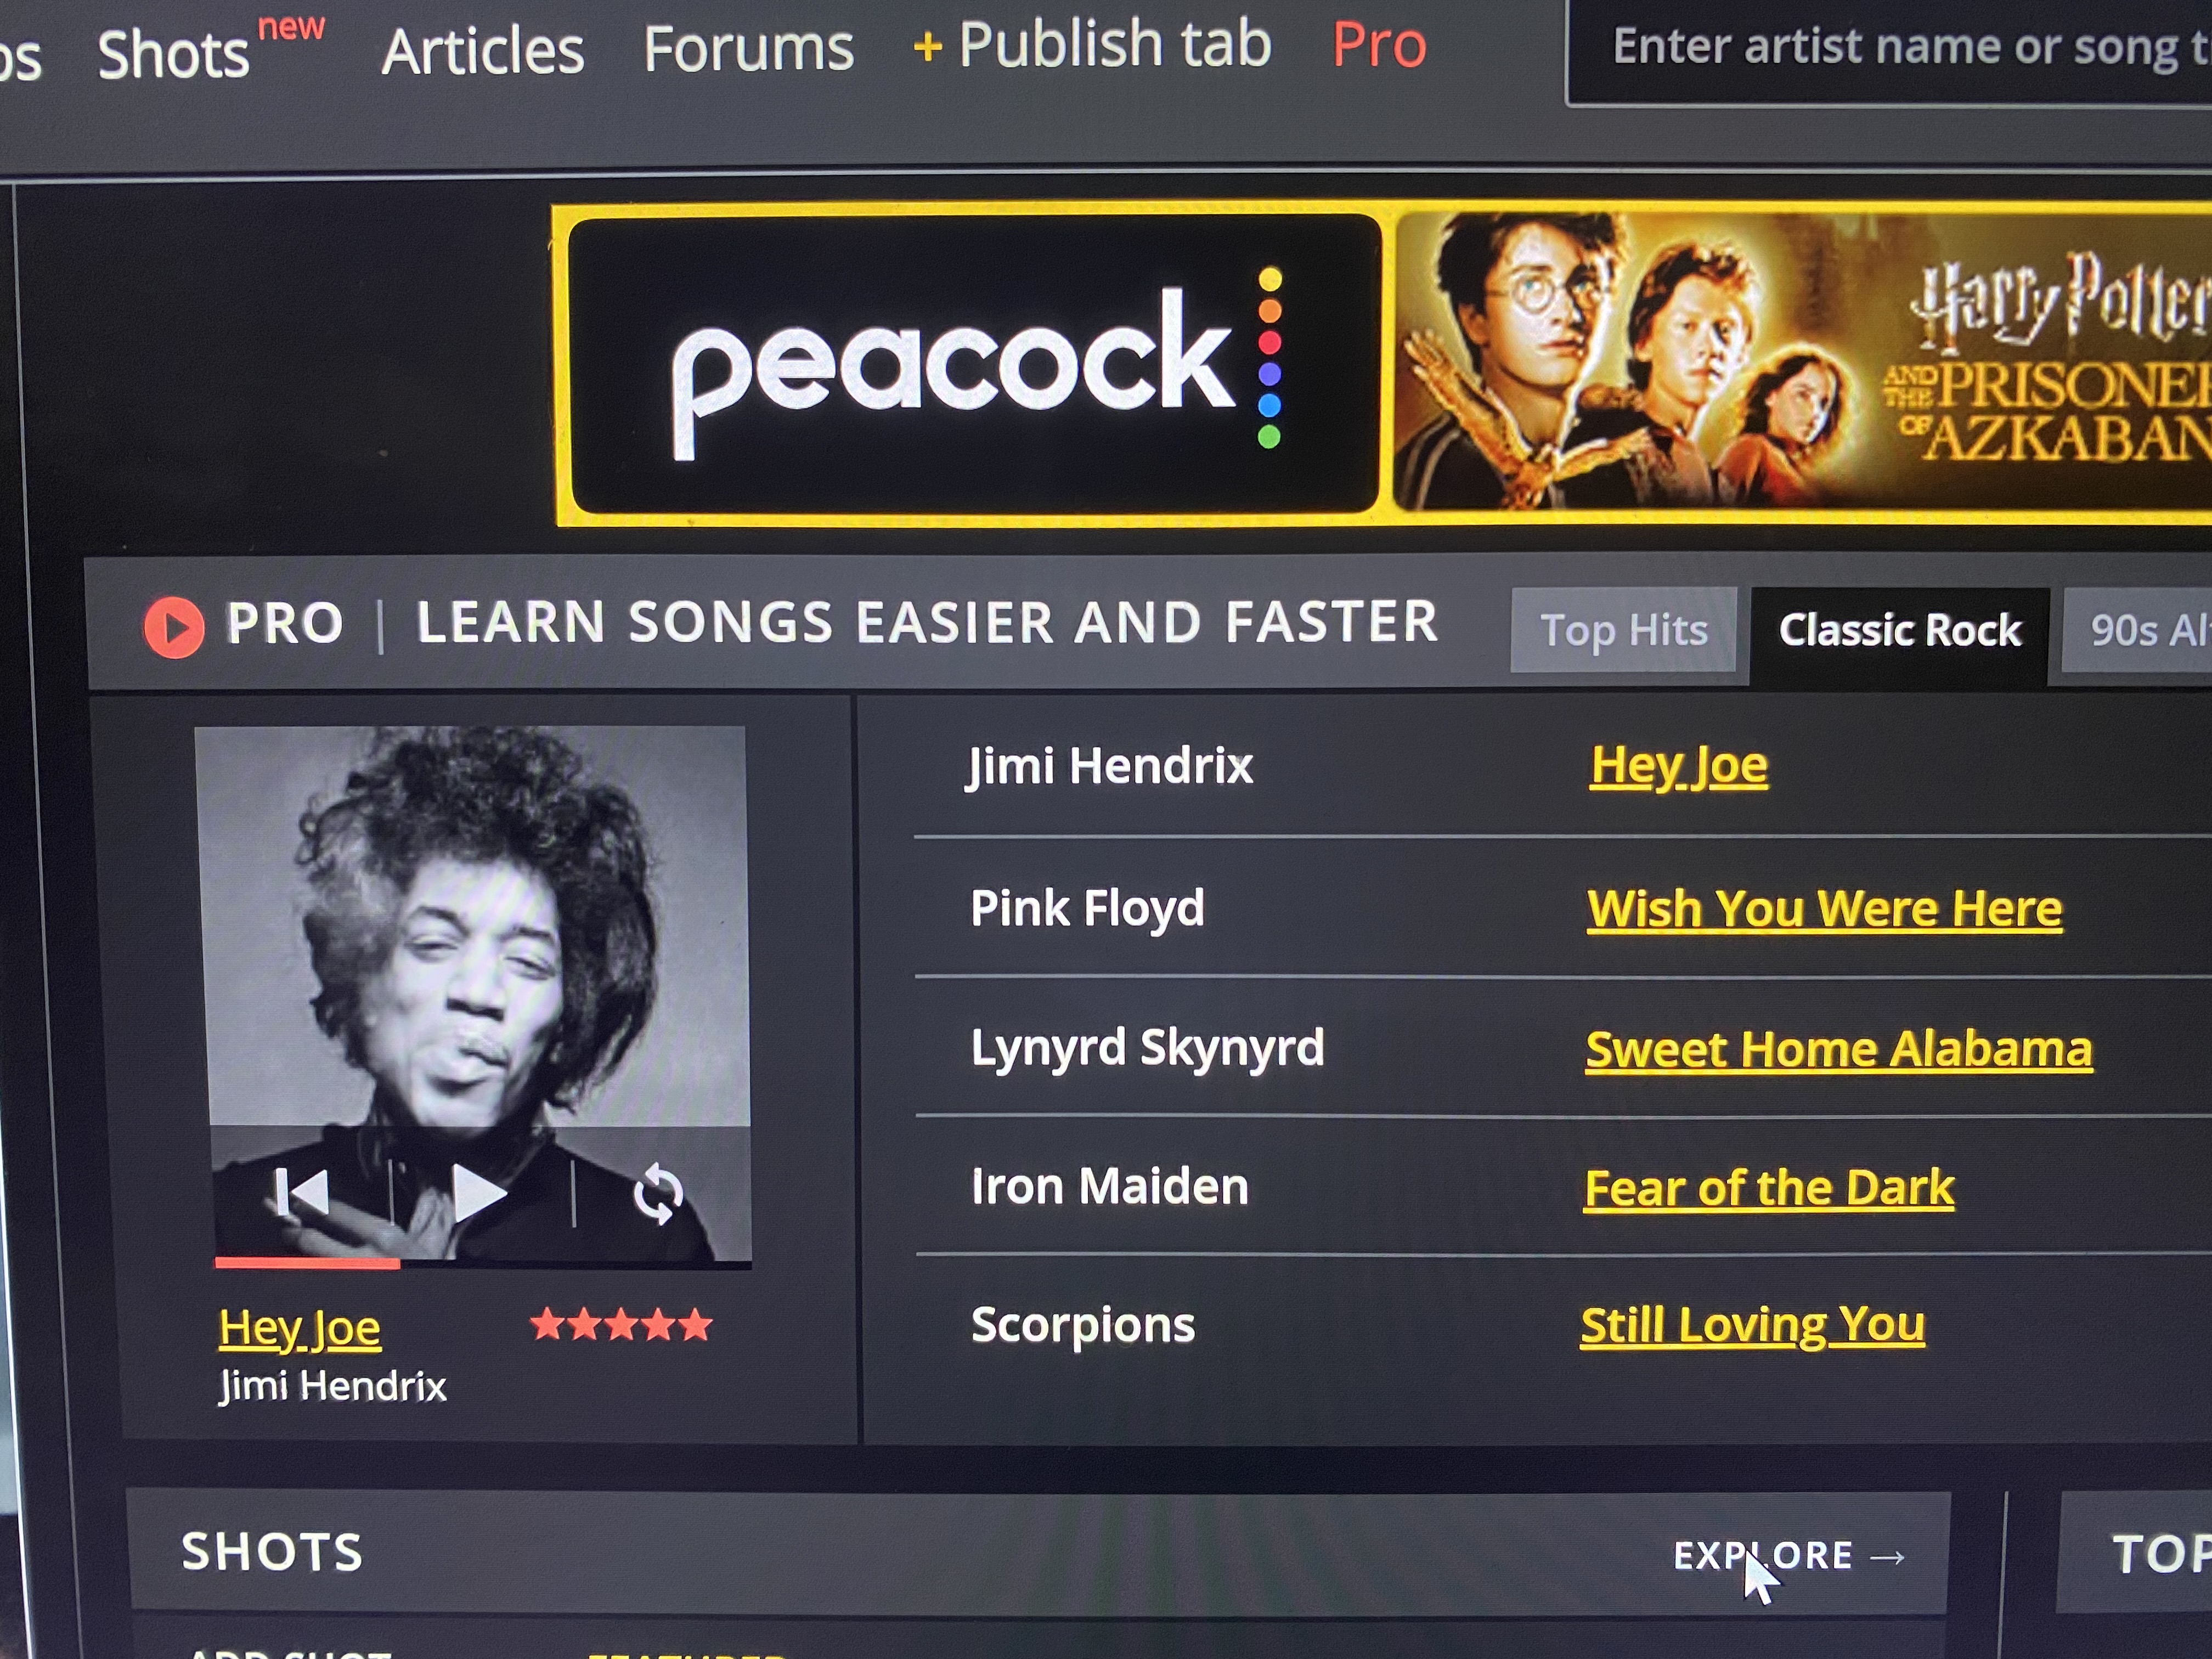 Shots new Articles Forums + Publish tab Pro Enter artist name or song
peacock
Harry Potter
AND THE PRISONER
OF AZKABAN
PRO | LEARN SONGS EASIER AND FASTER Top Hits Classic Rock 90s
Jimi Hendrix Hey Joe
Pink Floyd Wish You Were Here
Lynyrd Skynyrd Sweet Home Alabama
Iron Maiden Fear of the Dark
Scorpions Still Loving You
Hey Joe
Jimi Hendrix
SHOTS EXPLORE → TOP
ADD SHOT FEATURED